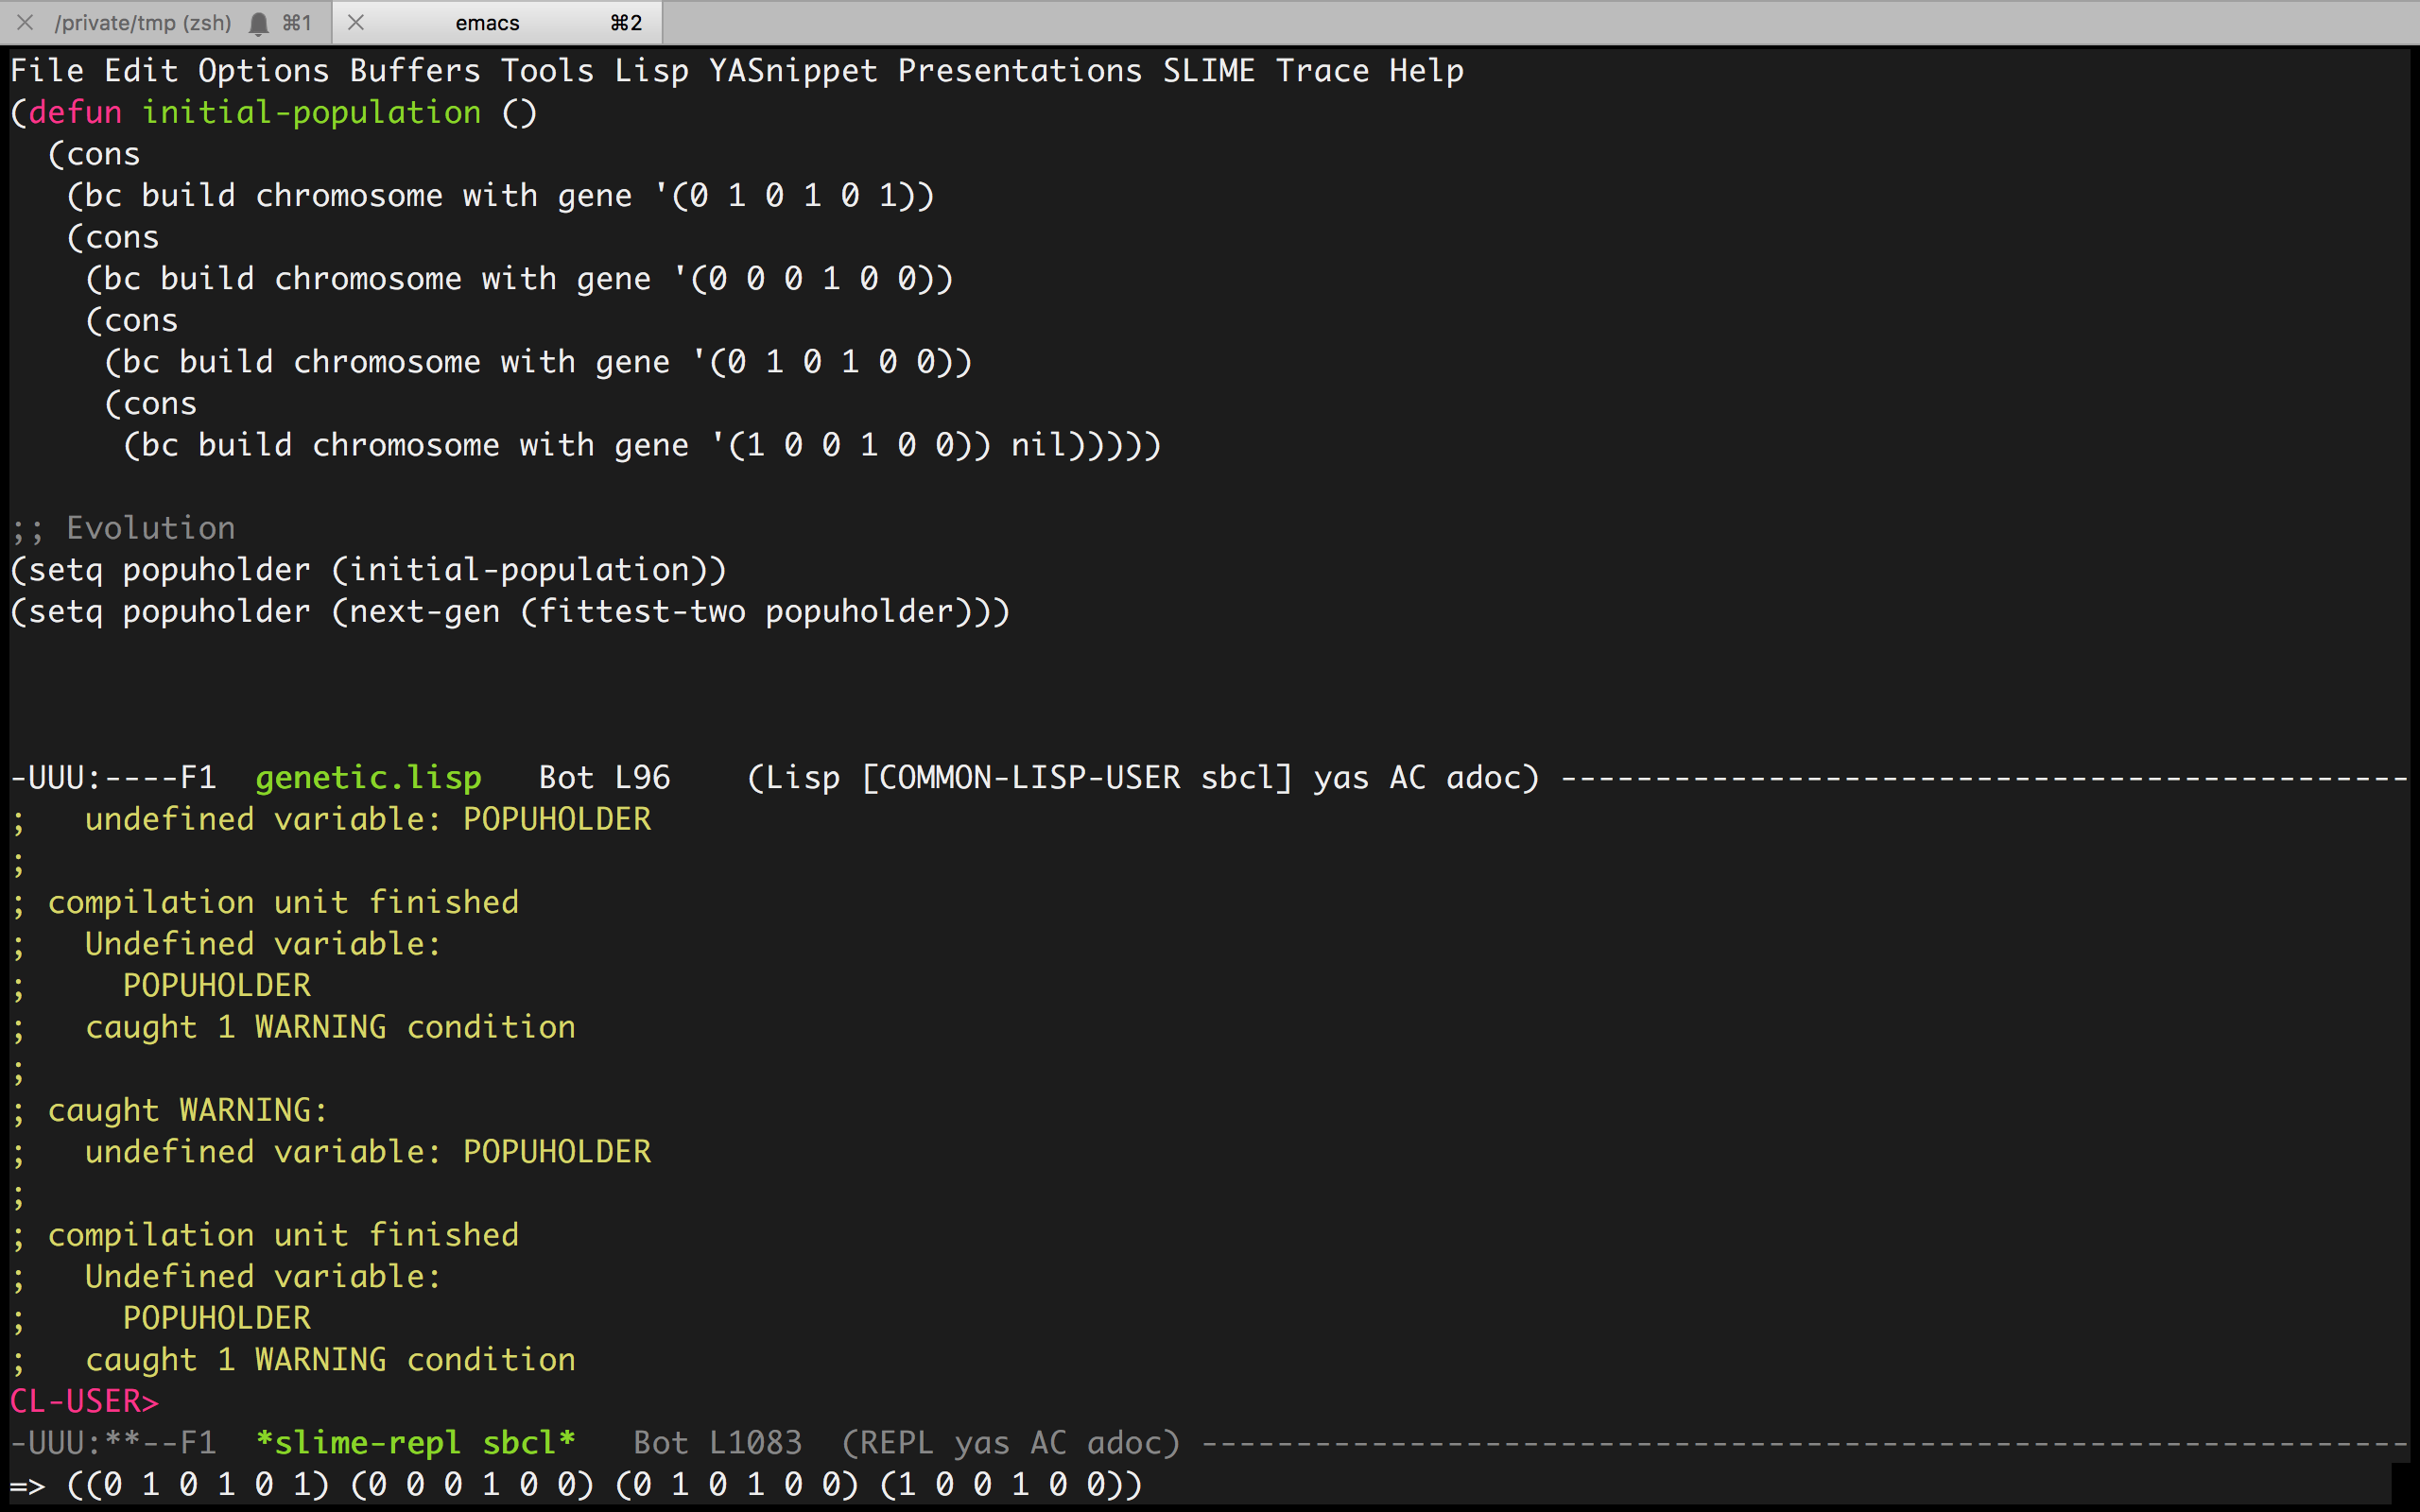 × /private/tmp (zsh) 🔔 ⌘1 × emacs ⌘2
File Edit Options Buffers Tools Lisp YASnippet Presentations SLIME Trace Help
(defun initial-population ()
  (cons
   (bc build chromosome with gene '(0 1 0 1 0 1))
   (cons
    (bc build chromosome with gene '(0 0 0 1 0 0))
    (cons
     (bc build chromosome with gene '(0 1 0 1 0 0))
     (cons
      (bc build chromosome with gene '(1 0 0 1 0 0)) nil)))))
;; Evolution
(setq popuholder (initial-population))
(setq popuholder (next-gen (fittest-two popuholder)))
-UUU:----F1  genetic.lisp   Bot L96    (Lisp [COMMON-LISP-USER sbcl] yas AC adoc) ---------------------------------------------
;   undefined variable: POPUHOLDER
;
; compilation unit finished
;   Undefined variable:
;     POPUHOLDER
;   caught 1 WARNING condition
;
; caught WARNING:
;   undefined variable: POPUHOLDER
;
; compilation unit finished
;   Undefined variable:
;     POPUHOLDER
;   caught 1 WARNING condition
CL-USER>
-UUU:**--F1  *slime-repl sbcl*   Bot L1083  (REPL yas AC adoc) ----------------------------------------------------------------
=> ((0 1 0 1 0 1) (0 0 0 1 0 0) (0 1 0 1 0 0) (1 0 0 1 0 0))